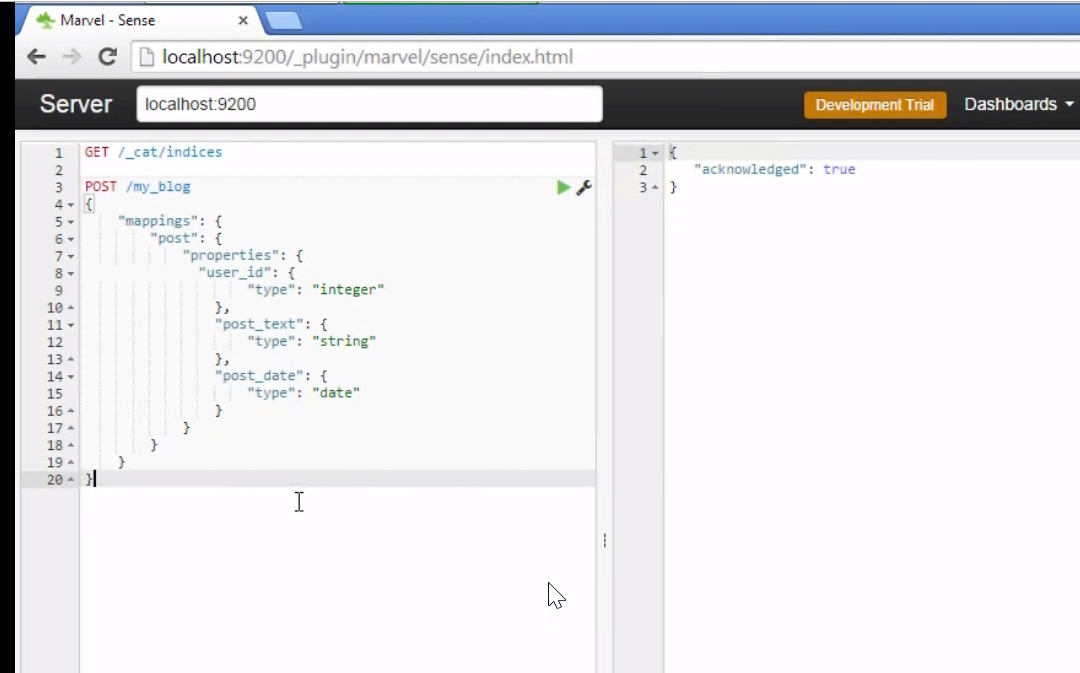 Marvel - Sense
localhost:9200/_plugin/marvel/sense/index.html
Server localhost:9200 Development Trial Dashboards
1 GET /_cat/indices
2
3 POST /my_blog
4 {
5 "mappings": {
6 "post": {
7 "properties": {
8 "user_id": {
9 "type": "integer"
10 },
11 "post_text": {
12 "type": "string"
13 },
14 "post_date": {
15 "type": "date"
16 }
17 }
18 }
19 }
20 }
1 {
2 "acknowledged": true
3 }